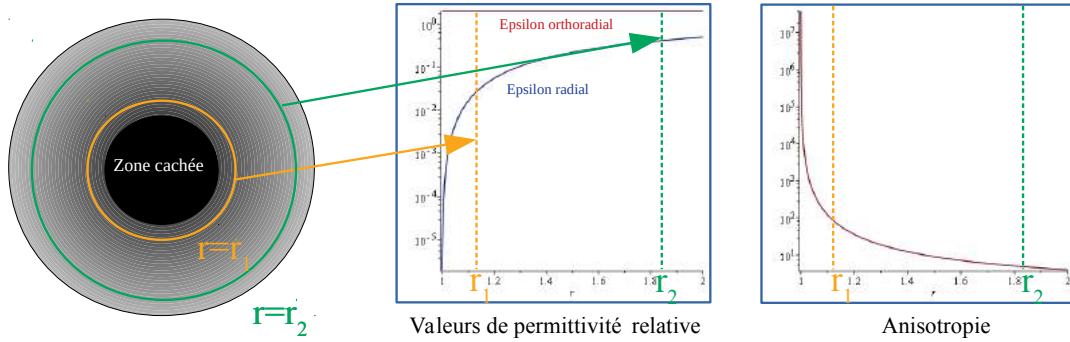 Zone cachée
r=r1
r=r2
Epsilon orthoradial
Epsilon radial
10^0
10^-1
10^-2
10^-3
10^-4
10^-5
1
1.2
1.4
1.6
1.8
2
r
r1
r2
Valeurs de permittivité relative
10^7
10^6
10^5
10^4
10^3
10^2
10^1
1
1.2
1.4
1.6
1.8
2
r
r1
r2
Anisotropie